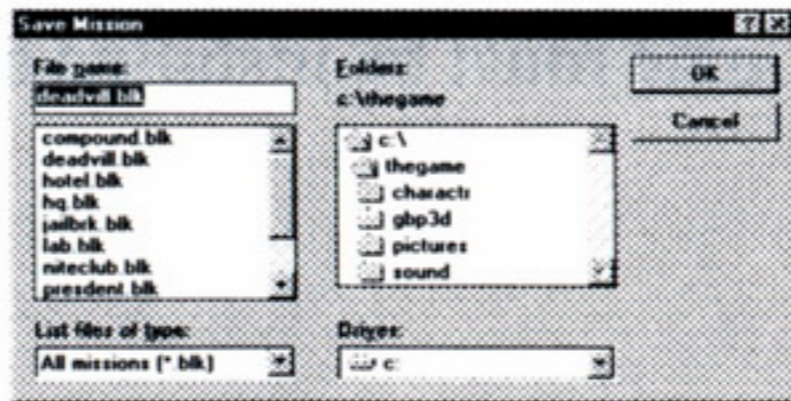 Save Mission
File name:
deadvill.blk
compound.blk
deadvill.blk
hotel.blk
hq.blk
jailbrk.blk
lab.blk
niteclub.blk
presdent.blk
List files of type:
All missions (*.blk)
Folders:
c:\thegame
c:\
thegame
charactr
gbp3d
pictures
sound
Drives:
c:
OK
Cancel